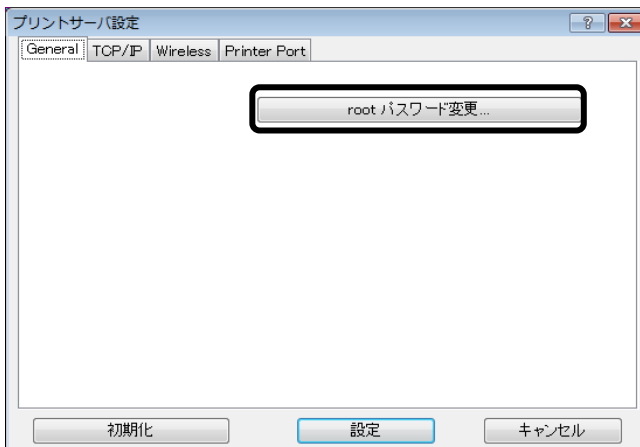 プリントサーバ設定
General TCP/IP Wireless Printer Port
root パスワード変更...
初期化 設定 キャンセル